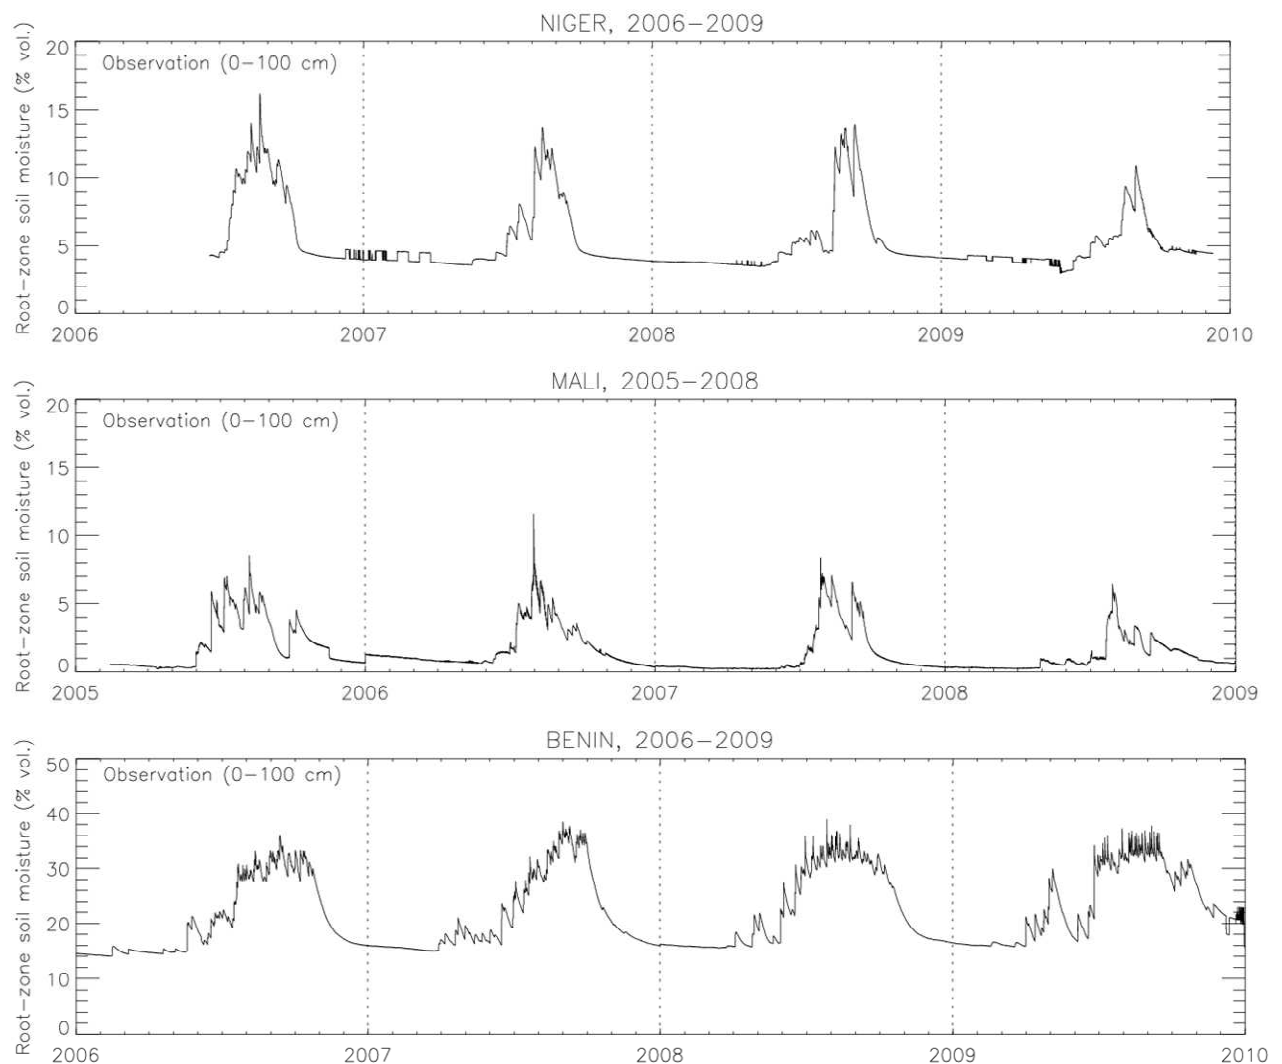 NIGER, 2006−2009
Root−zone soil moisture (% vol.)
Observation (0−100 cm)
20
15
10
5
0
2006 2007 2008 2009 2010
MALI, 2005−2008
Root−zone soil moisture (% vol.)
Observation (0−100 cm)
20
15
10
5
0
2005 2006 2007 2008 2009
BENIN, 2006−2009
Root−zone soil moisture (% vol.)
Observation (0−100 cm)
50
40
30
20
10
0
2006 2007 2008 2009 2010